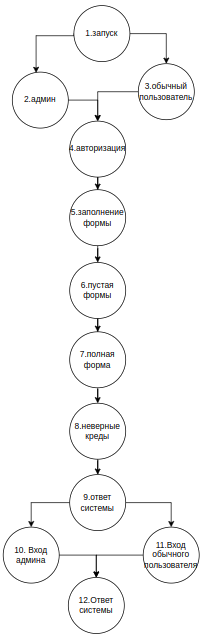 1.запуск
2.админ
3.обычный
пользователь
4.авторизация
5.заполнение
формы
6.пустая
формы
7.полная
форма
8.неверные
креды
9.ответ
системы
10. Вход
админа
11.Вход
обычного
пользователя
12.Ответ
системы